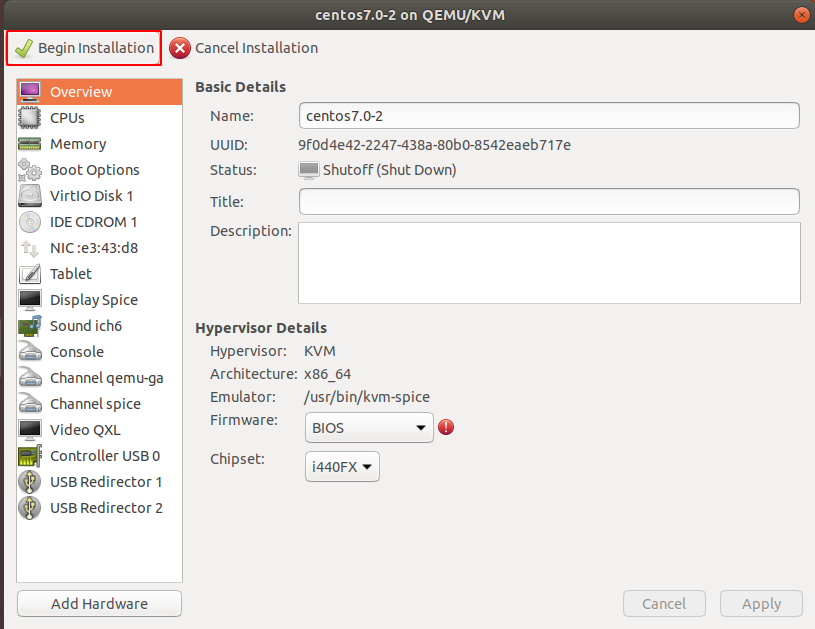 centos7.0-2 on QEMU/KVM
Begin Installation
Cancel Installation
Overview
CPUs
Memory
Boot Options
VirtIO Disk 1
IDE CDROM 1
NIC :e3:43:d8
Tablet
Display Spice
Sound ich6
Console
Channel qemu-ga
Channel spice
Video QXL
Controller USB 0
USB Redirector 1
USB Redirector 2
Add Hardware
Basic Details
Name: centos7.0-2
UUID: 9f0d4e42-2247-438a-80b0-8542eaeb717e
Status: Shutoff (Shut Down)
Title:
Description:
Hypervisor Details
Hypervisor: KVM
Architecture: x86_64
Emulator: /usr/bin/kvm-spice
Firmware: BIOS
Chipset: i440FX
Cancel
Apply